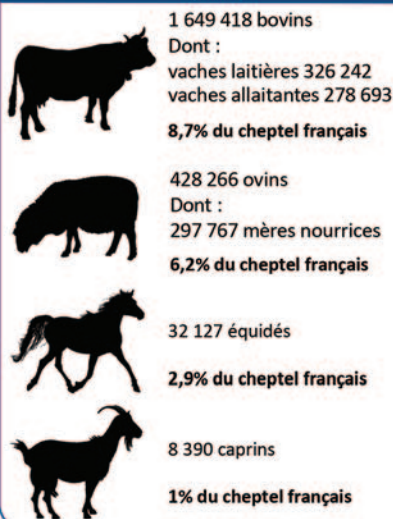 1 649 418 bovins
Dont :
vaches laitières 326 242
vaches allaitantes 278 693
8,7% du cheptel français
428 266 ovins
Dont :
297 767 mères nourrices
6,2% du cheptel français
32 127 équidés
2,9% du cheptel français
8 390 caprins
1% du cheptel français